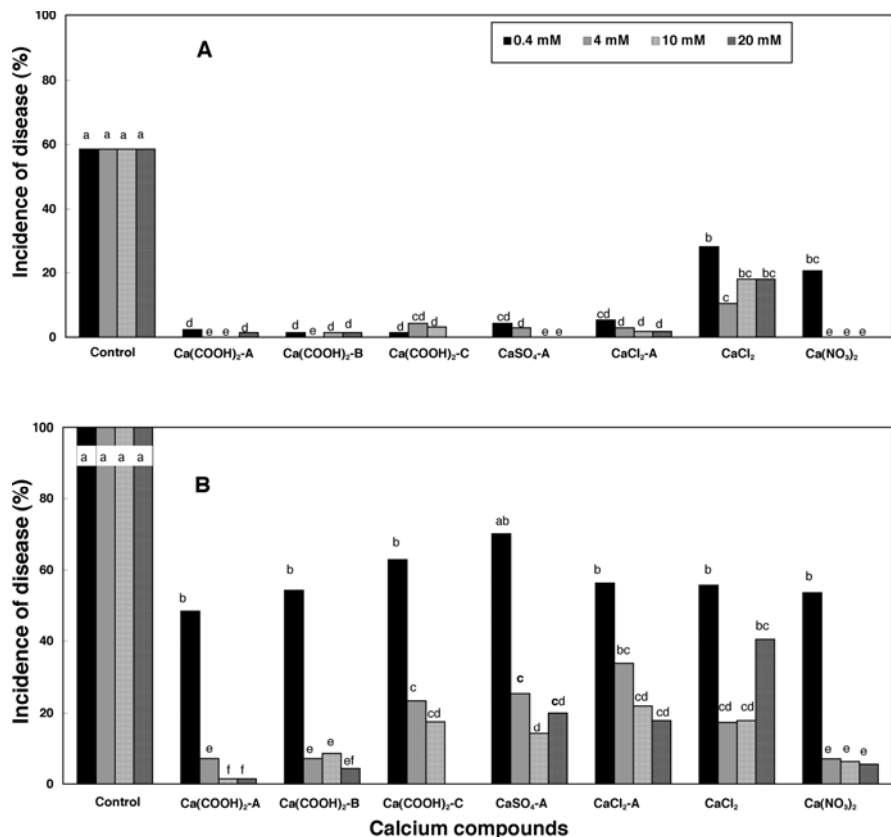 A
0.4 mM 4 mM 10 mM 20 mM
Incidence of disease (%)
100
80
60
40
20
0
a a a a
d e e d
d e d d
d cd d
cd d e e
cd d d d
b c bc bc
bc e e e
Control Ca(COOH)₂-A Ca(COOH)₂-B Ca(COOH)₂-C CaSO₄-A CaCl₂-A CaCl₂ Ca(NO₃)₂
B
Incidence of disease (%)
100
80
60
40
20
0
a a a a
b e f f
b e e ef
b c cd
ab c d cd
b bc cd cd
b cd cd bc
b e e e
Control Ca(COOH)₂-A Ca(COOH)₂-B Ca(COOH)₂-C CaSO₄-A CaCl₂-A CaCl₂ Ca(NO₃)₂
Calcium compounds